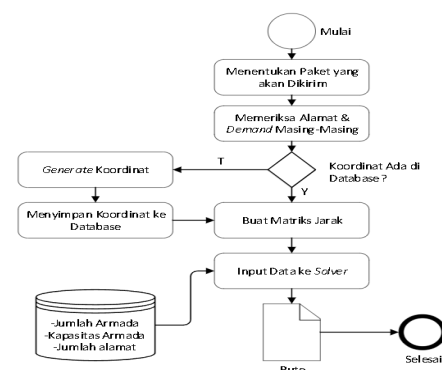 Mulai
Menentukan Paket yang
akan Dikirim
Memeriksa Alamat &
Demand Masing-Masing
Koordinat Ada di
Database?
T
Y
Generate Koordinat
Menyimpan Koordinat ke
Database
Buat Matriks Jarak
Input Data ke Solver
-Jumlah Armada
-Kapasitas Armada
-Jumlah alamat
Selesai